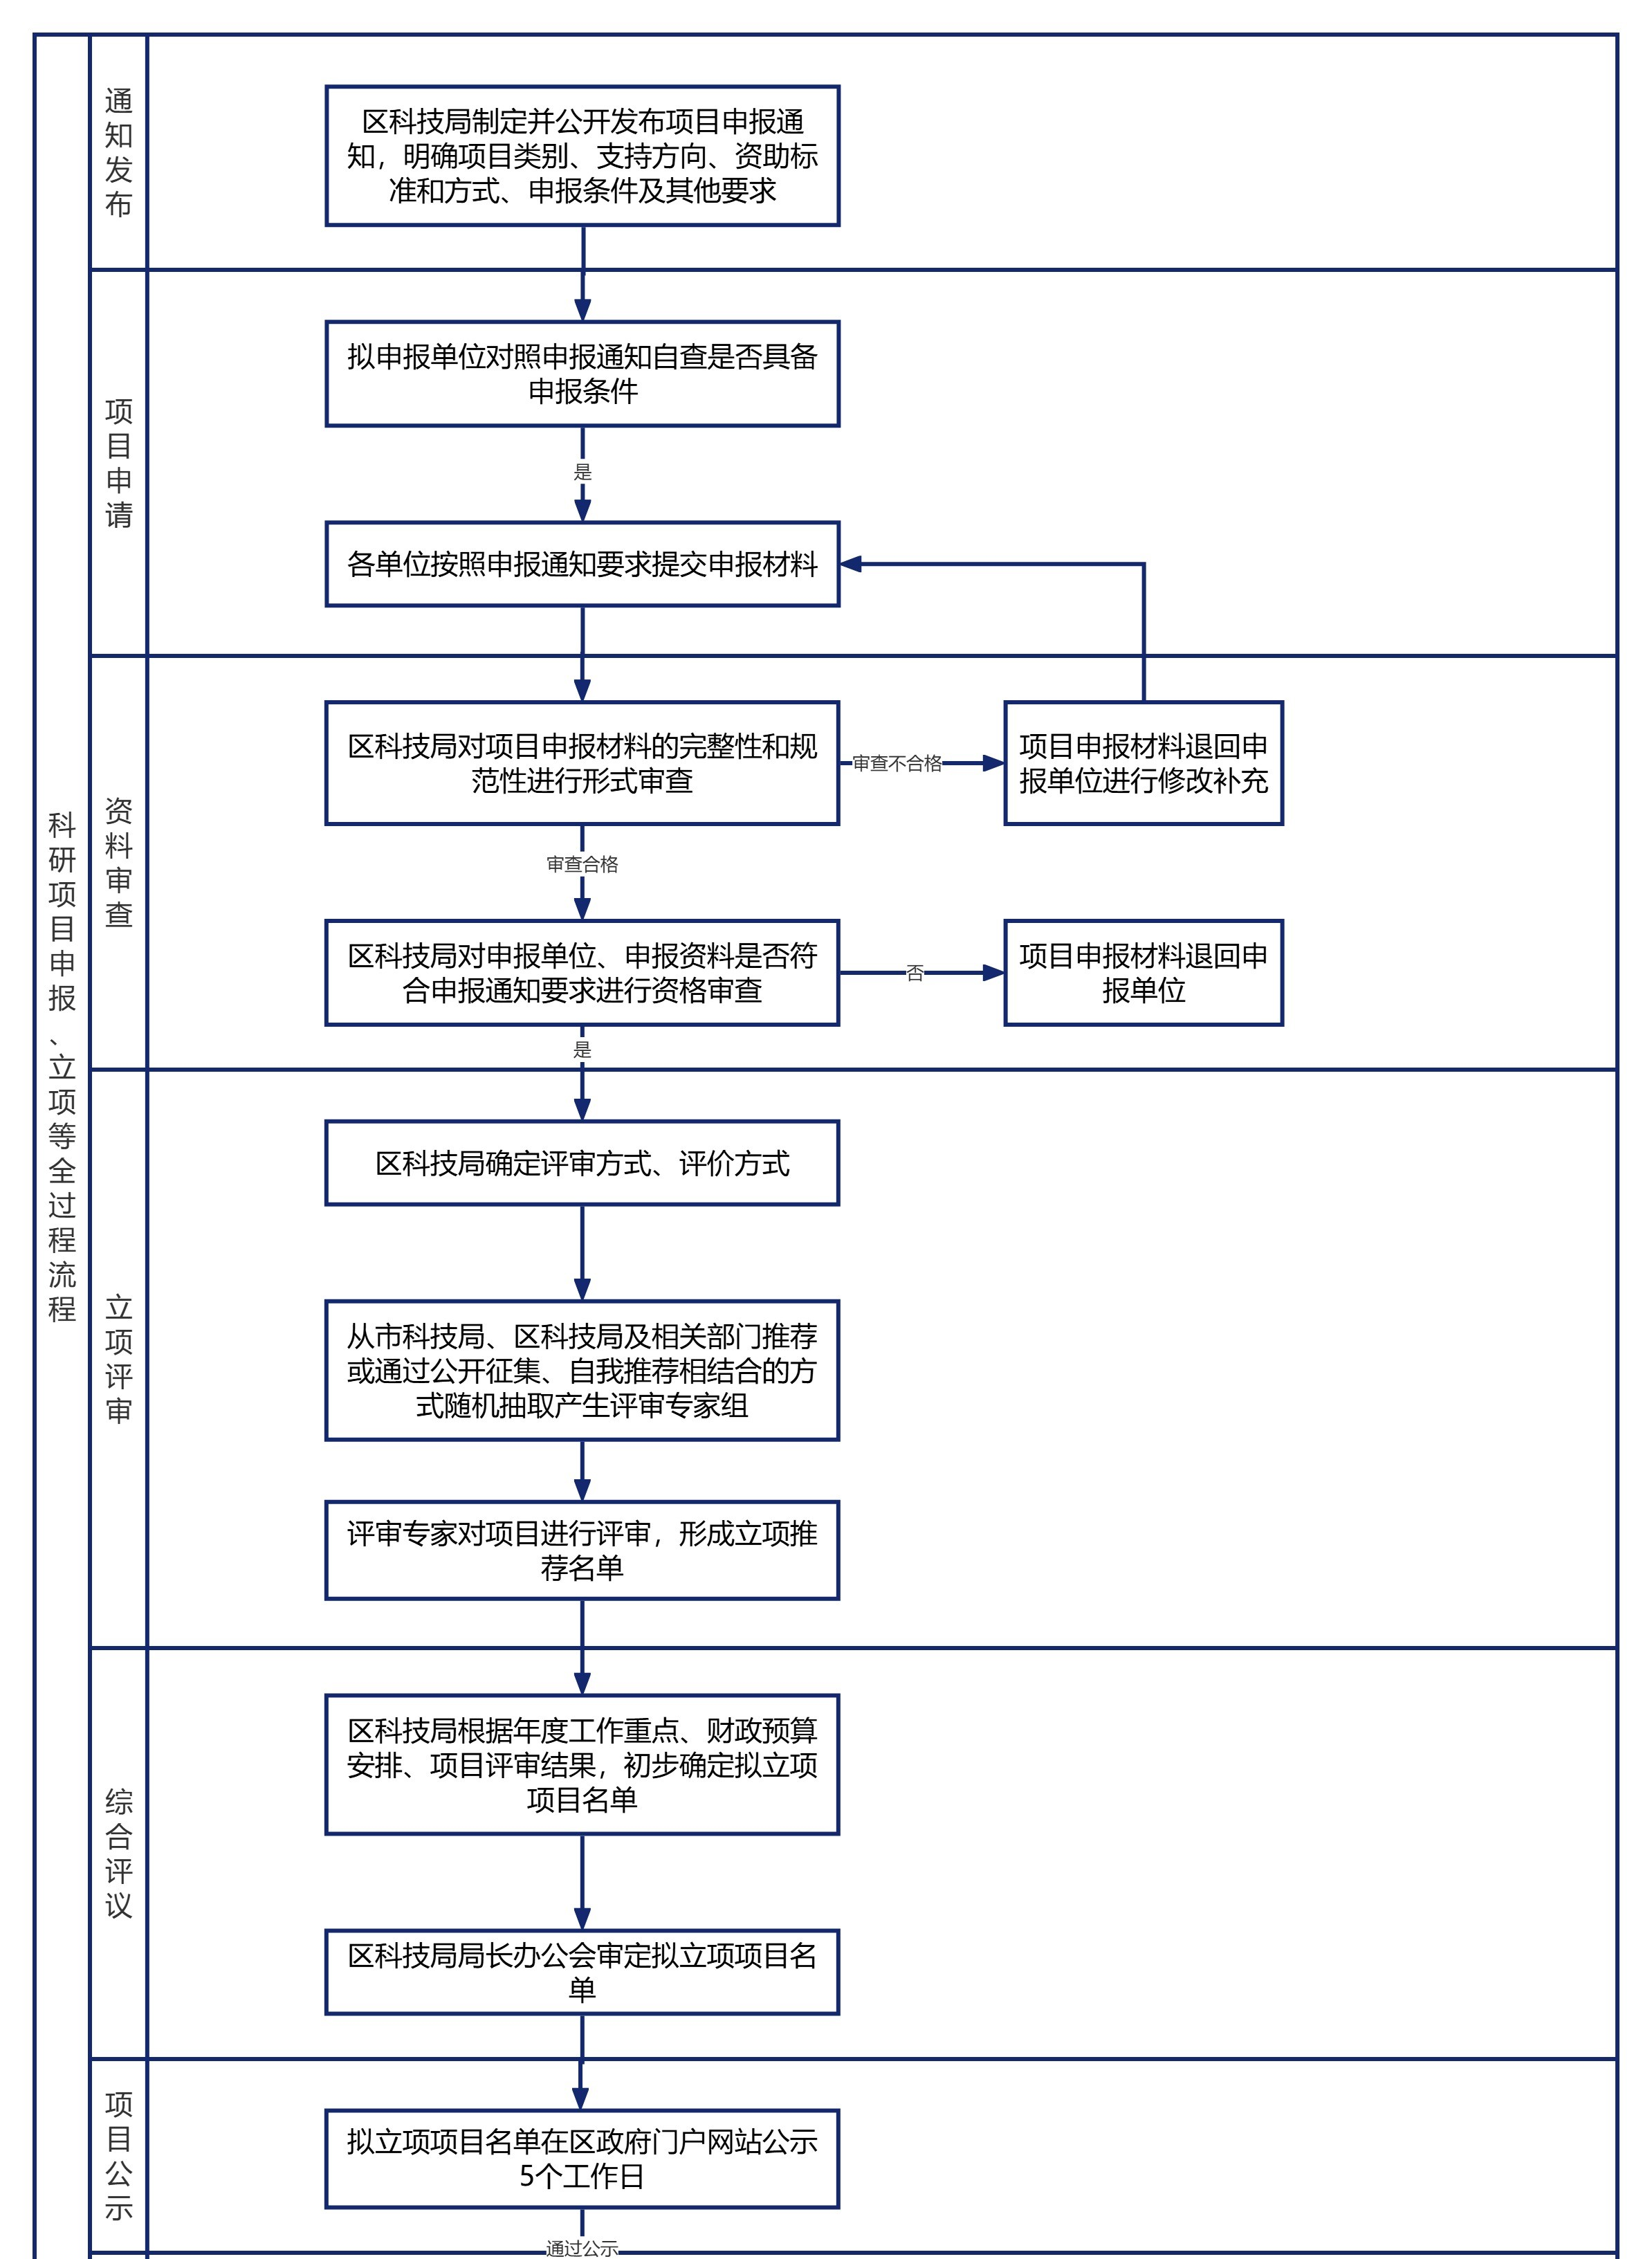 科研项目申报、立项等全过程流程
通知发布
区科技局制定并公开发布项目申报通
知，明确项目类别、支持方向、资助标
准和方式、申报条件及其他要求
项目申请
拟申报单位对照申报通知自查是否具备
申报条件
是
各单位按照申报通知要求提交申报材料
资料审查
区科技局对项目申报材料的完整性和规
范性进行形式审查
审查不合格
项目申报材料退回申
报单位进行修改补充
审查合格
区科技局对申报单位、申报资料是否符
合申报通知要求进行资格审查
否
项目申报材料退回申
报单位
是
立项评审
区科技局确定评审方式、评价方式
从市科技局、区科技局及相关部门推荐
或通过公开征集、自我推荐相结合的方
式随机抽取产生评审专家组
评审专家对项目进行评审，形成立项推
荐名单
综合评议
区科技局根据年度工作重点、财政预算
安排、项目评审结果，初步确定拟立项
项目名单
区科技局局长办公会审定拟立项项目名
单
项目公示
拟立项项目名单在区政府门户网站公示
5个工作日
通过公示